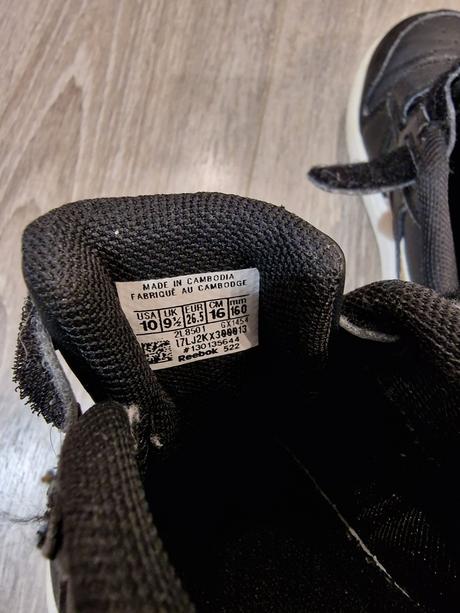 MADE IN CAMBODIA
FABRIQUÉ AU CAMBODGE
USA UK EUR CM mm
10 9½ 26.5 16 160
2L8501 GX1454
I7LJ2KX300013
#130135644
Reebok 522